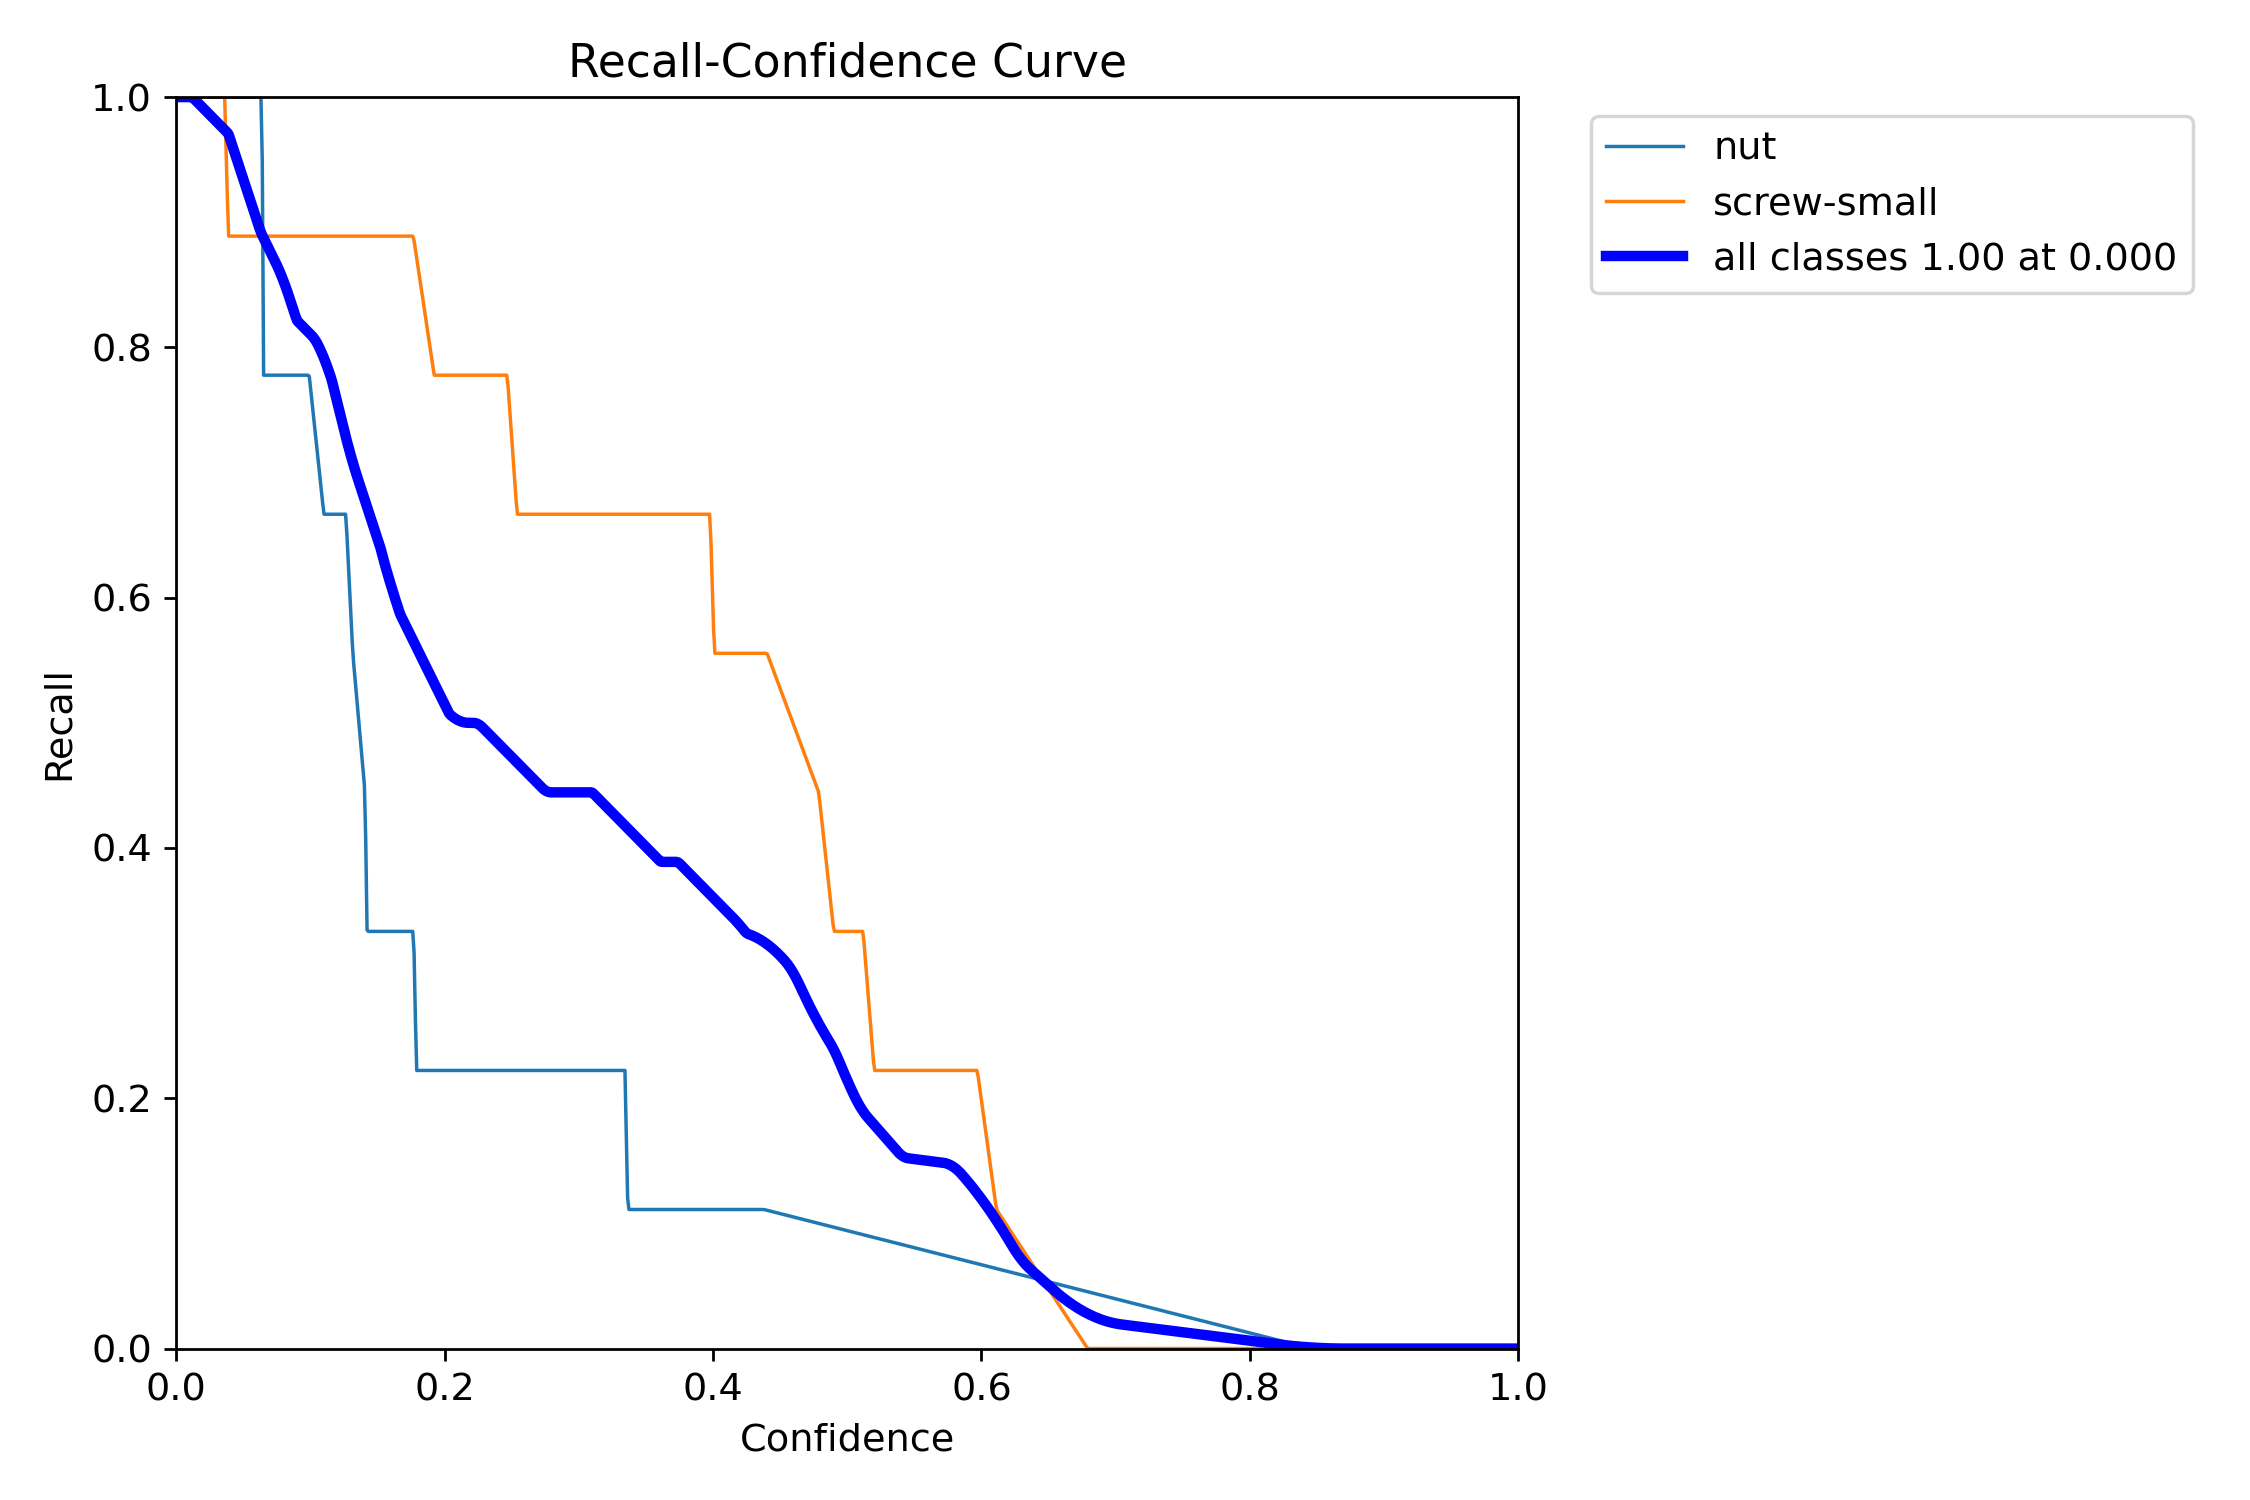 Recall-Confidence Curve
1.0
0.8
0.6
0.4
0.2
0.0
Recall
0.0 0.2 0.4 0.6 0.8 1.0
Confidence
nut
screw-small
all classes 1.00 at 0.000